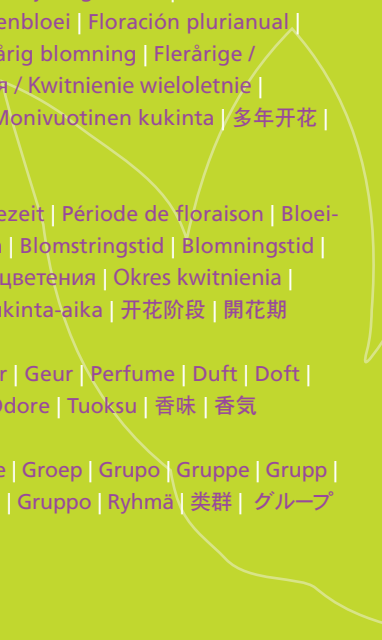 enbloei | Floración plurianual |
årig blomning | Flerårige /
я / Kwitnienie wieloletnie |
Monivuotinen kukinta | 多年开花 |
ezeit | Période de floraison | Bloei-
| Blomstringstid | Blomningstid |
цветения | Okres kwitnienia |
ukinta-aika | 开花阶段 | 開花期
r | Geur | Perfume | Duft | Doft |
Odore | Tuoksu | 香味 | 香気
e | Groep | Grupo | Gruppe | Grupp |
| Gruppo | Ryhmä | 类群 | グループ